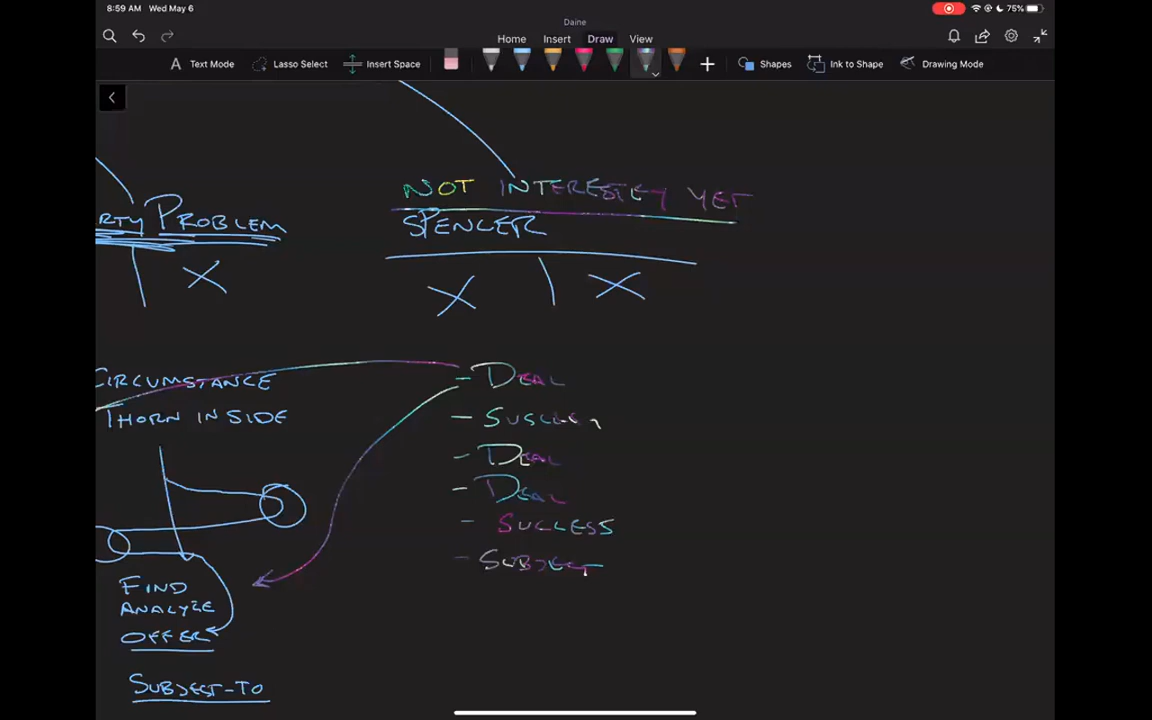 8:59 AM Wed May 6
75%
Daine
Home Insert Draw View
Text Mode Lasso Select Insert Space Shapes Ink to Shape Drawing Mode
NOT INTERESTEY YET
RTY PROBLEM
SPENCER
X X X
CIRCUMSTANCE
THORN IN SIDE
- DEAL
- SUCCE
- DEAL
- DEAL
- SUCCESS
- SUBJECT
FIND
ANALYZE
OFFER
SUBJECT-TO